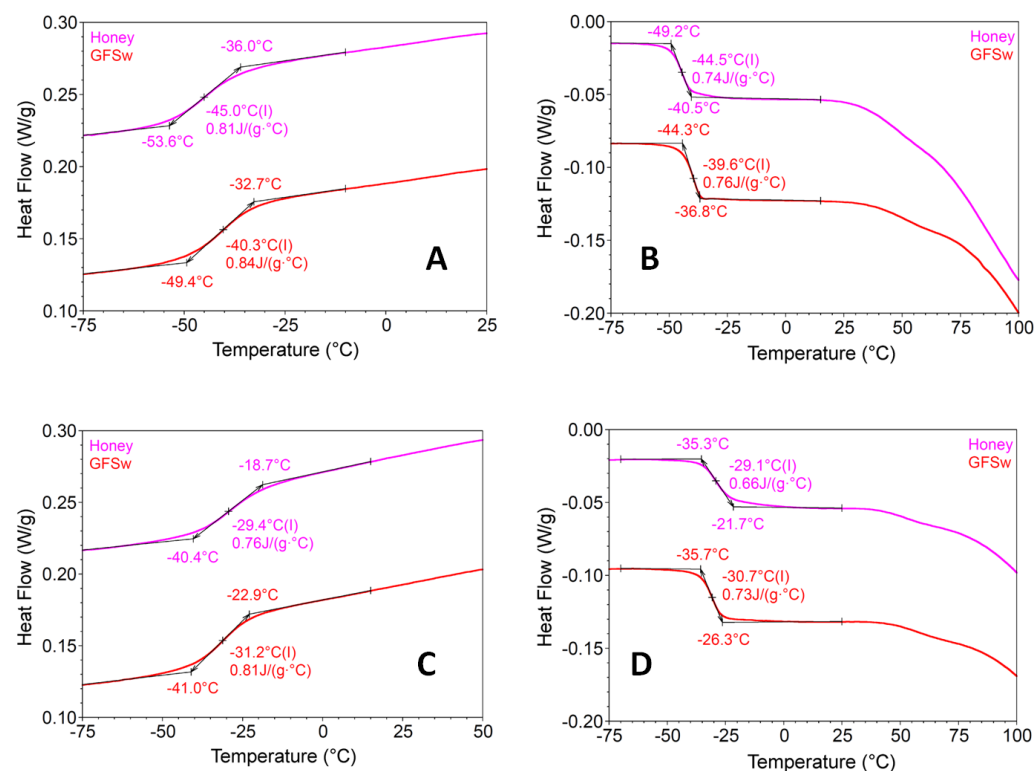 0.30
0.25
0.20
0.15
0.10
Heat Flow (W/g)
Honey
GFSw
-36.0°C
-45.0°C(I)
0.81J/(g·°C)
-53.6°C
-32.7°C
-40.3°C(I)
0.84J/(g·°C)
-49.4°C
A
-75
-50
-25
0
25
Temperature (°C)
0.00
-0.05
-0.10
-0.15
-0.20
Heat Flow (W/g)
Honey
GFSw
-49.2°C
-44.5°C(I)
0.74J/(g·°C)
-40.5°C
-44.3°C
-39.6°C(I)
0.76J/(g·°C)
-36.8°C
B
-75
-50
-25
0
25
50
75
100
Temperature (°C)
0.30
0.25
0.20
0.15
0.10
Heat Flow (W/g)
Honey
GFSw
-18.7°C
-29.4°C(I)
0.76J/(g·°C)
-40.4°C
-22.9°C
-31.2°C(I)
0.81J/(g·°C)
-41.0°C
C
-75
-50
-25
0
25
50
Temperature (°C)
0.00
-0.05
-0.10
-0.15
-0.20
Heat Flow (W/g)
Honey
GFSw
-35.3°C
-29.1°C(I)
0.66J/(g·°C)
-21.7°C
-35.7°C
-30.7°C(I)
0.73J/(g·°C)
-26.3°C
D
-75
-50
-25
0
25
50
75
100
Temperature (°C)